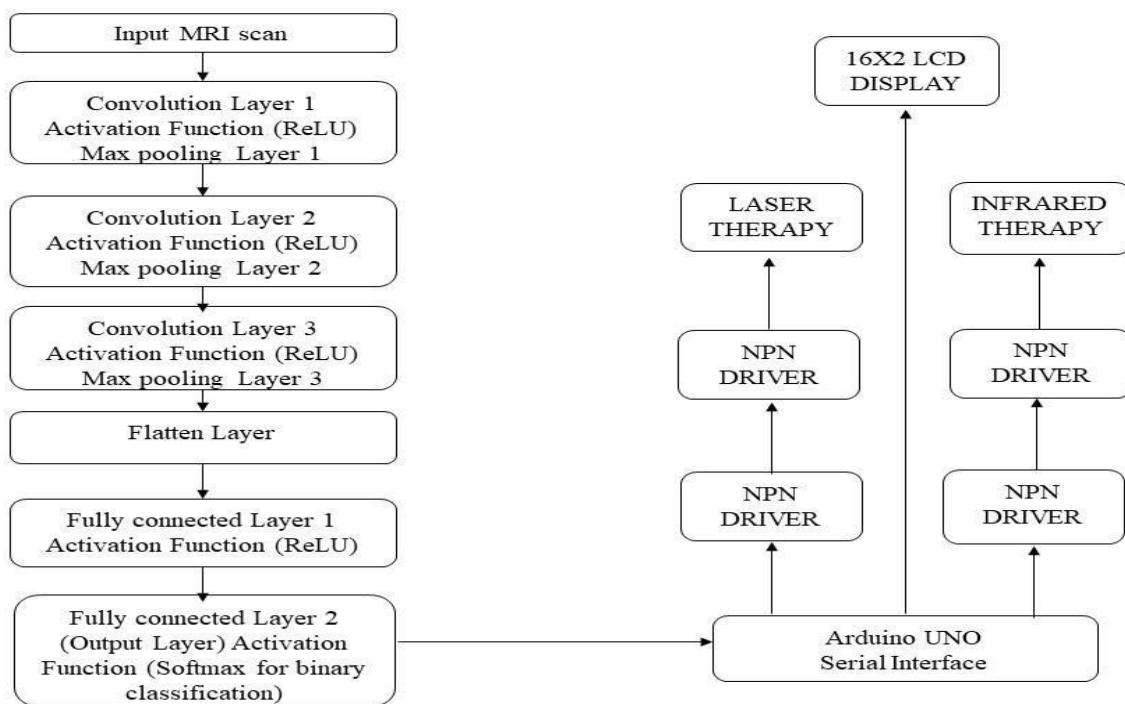 Input MRI scan
Convolution Layer 1
Activation Function (ReLU)
Max pooling Layer 1
Convolution Layer 2
Activation Function (ReLU)
Max pooling Layer 2
Convolution Layer 3
Activation Function (ReLU)
Max pooling Layer 3
Flatten Layer
Fully connected Layer 1
Activation Function (ReLU)
Fully connected Layer 2
(Output Layer) Activation
Function (Softmax for binary
classification)
16X2 LCD
DISPLAY
LASER
THERAPY
INFRARED
THERAPY
NPN
DRIVER
NPN
DRIVER
NPN
DRIVER
NPN
DRIVER
Arduino UNO
Serial Interface